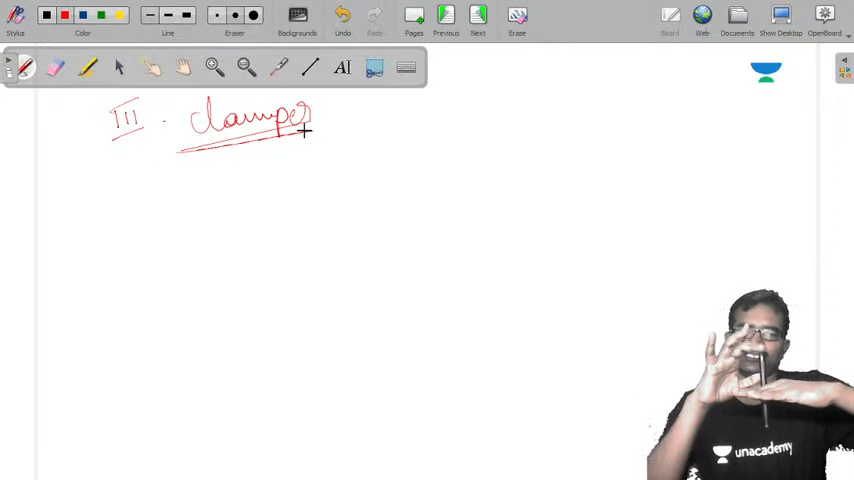 Stylus
Color
Line
Eraser
Backgrounds
Undo
Redo
Pages
Previous
Next
Erase
Board
Web
Documents
Show Desktop
OpenBoard
AI
III . clamper
unacademy